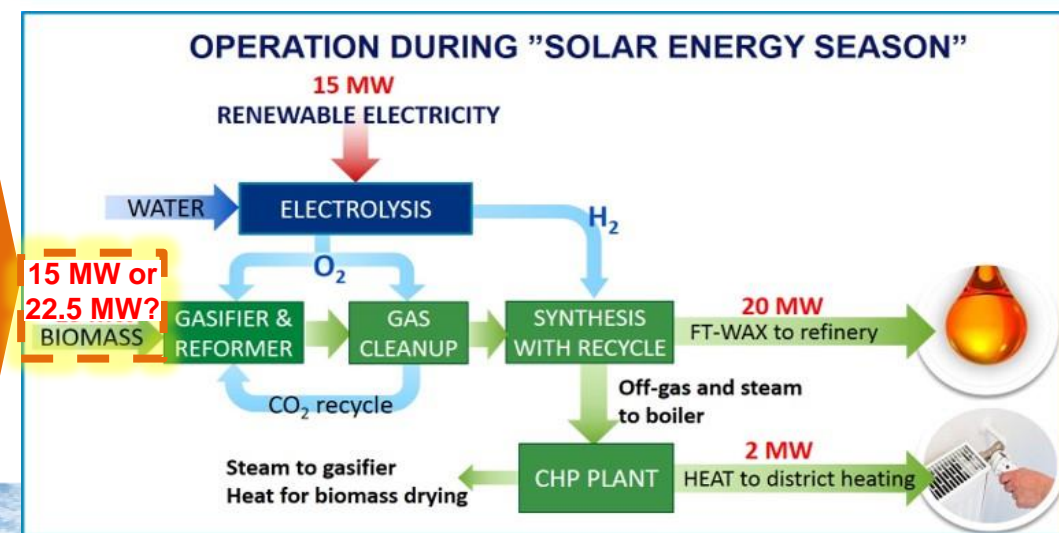 OPERATION DURING ”SOLAR ENERGY SEASON”
15 MW
RENEWABLE ELECTRICITY
WATER
ELECTROLYSIS
H₂
O₂
15 MW or
22.5 MW?
BIOMASS
GASIFIER &
REFORMER
GAS
CLEANUP
SYNTHESIS
WITH RECYCLE
20 MW
FT-WAX to refinery
CO₂ recycle
Off-gas and steam
to boiler
Steam to gasifier
Heat for biomass drying
CHP PLANT
2 MW
HEAT to district heating